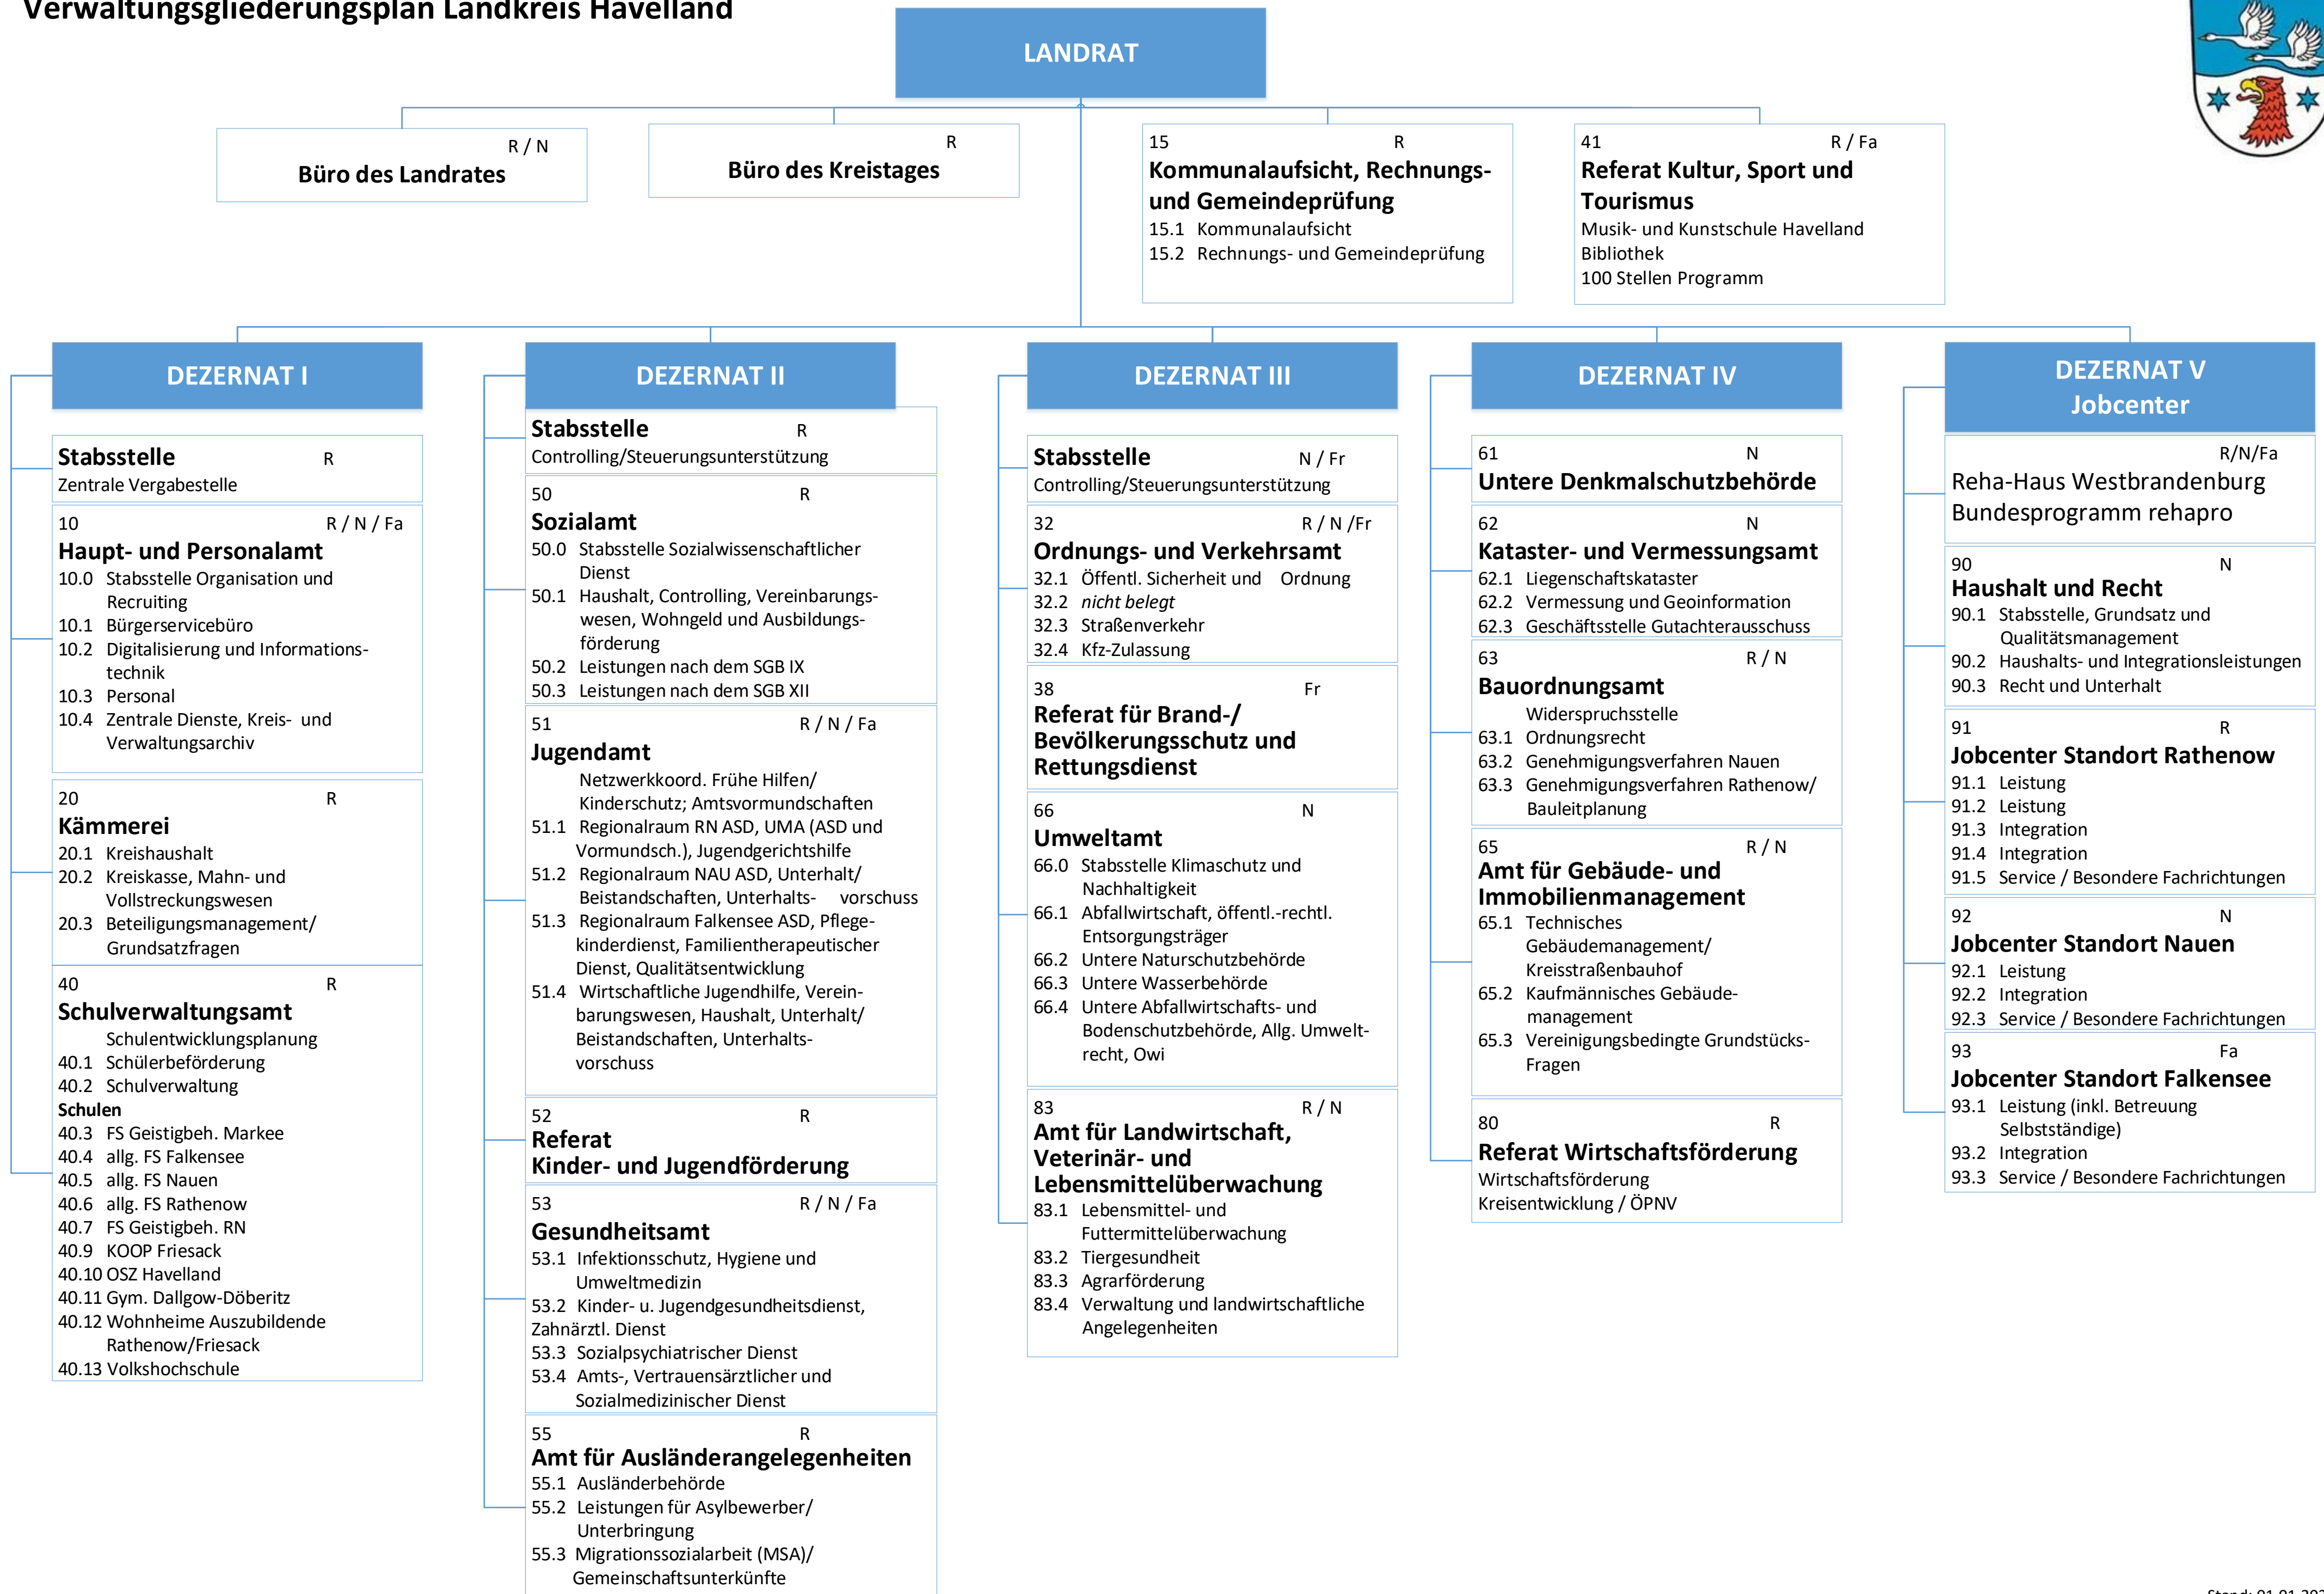 Verwaltungsgliederungsplan Landkreis Havelland
LANDRAT
R / N
Büro des Landrates
R
Büro des Kreistages
15 R
Kommunalaufsicht, Rechnungs-
und Gemeindeprüfung
15.1 Kommunalaufsicht
15.2 Rechnungs- und Gemeindeprüfung
41 R / Fa
Referat Kultur, Sport und
Tourismus
Musik- und Kunstschule Havelland
Bibliothek
100 Stellen Programm
DEZERNAT I
Stabsstelle R
Zentrale Vergabestelle
10 R / N / Fa
Haupt- und Personalamt
10.0 Stabsstelle Organisation und
Recruiting
10.1 Bürgerservicebüro
10.2 Digitalisierung und Informations-
technik
10.3 Personal
10.4 Zentrale Dienste, Kreis- und
Verwaltungsarchiv
20 R
Kämmerei
20.1 Kreishaushalt
20.2 Kreiskasse, Mahn- und
Vollstreckungswesen
20.3 Beteiligungsmanagement/
Grundsatzfragen
40 R
Schulverwaltungsamt
Schulentwicklungsplanung
40.1 Schülerbeförderung
40.2 Schulverwaltung
Schulen
40.3 FS Geistigbeh. Markee
40.4 allg. FS Falkensee
40.5 allg. FS Nauen
40.6 allg. FS Rathenow
40.7 FS Geistigbeh. RN
40.9 KOOP Friesack
40.10 OSZ Havelland
40.11 Gym. Dallgow-Döberitz
40.12 Wohnheime Auszubildende
Rathenow/Friesack
40.13 Volkshochschule
DEZERNAT II
Stabsstelle R
Controlling/Steuerungsunterstützung
50 R
Sozialamt
50.0 Stabsstelle Sozialwissenschaftlicher
Dienst
50.1 Haushalt, Controlling, Vereinbarungs-
wesen, Wohngeld und Ausbildungs-
förderung
50.2 Leistungen nach dem SGB IX
50.3 Leistungen nach dem SGB XII
51 R / N / Fa
Jugendamt
Netzwerkkoord. Frühe Hilfen/
Kinderschutz; Amtsvormundschaften
51.1 Regionalraum RN ASD, UMA (ASD und
Vormundsch.), Jugendgerichtshilfe
51.2 Regionalraum NAU ASD, Unterhalt/
Beistandschaften, Unterhalts- vorschuss
51.3 Regionalraum Falkensee ASD, Pflege-
kinderdienst, Familientherapeutischer
Dienst, Qualitätsentwicklung
51.4 Wirtschaftliche Jugendhilfe, Verein-
barungswesen, Haushalt, Unterhalt/
Beistandschaften, Unterhalts-
vorschuss
52 R
Referat
Kinder- und Jugendförderung
53 R / N / Fa
Gesundheitsamt
53.1 Infektionsschutz, Hygiene und
Umweltmedizin
53.2 Kinder- u. Jugendgesundheitsdienst,
Zahnärztl. Dienst
53.3 Sozialpsychiatrischer Dienst
53.4 Amts-, Vertrauensärztlicher und
Sozialmedizinischer Dienst
55 R
Amt für Ausländerangelegenheiten
55.1 Ausländerbehörde
55.2 Leistungen für Asylbewerber/
Unterbringung
55.3 Migrationssozialarbeit (MSA)/
Gemeinschaftsunterkünfte
DEZERNAT III
Stabsstelle N / Fr
Controlling/Steuerungsunterstützung
32 R / N /Fr
Ordnungs- und Verkehrsamt
32.1 Öffentl. Sicherheit und Ordnung
32.2 nicht belegt
32.3 Straßenverkehr
32.4 Kfz-Zulassung
38 Fr
Referat für Brand-/
Bevölkerungsschutz und
Rettungsdienst
66 N
Umweltamt
66.0 Stabsstelle Klimaschutz und
Nachhaltigkeit
66.1 Abfallwirtschaft, öffentl.-rechtl.
Entsorgungsträger
66.2 Untere Naturschutzbehörde
66.3 Untere Wasserbehörde
66.4 Untere Abfallwirtschafts- und
Bodenschutzbehörde, Allg. Umwelt-
recht, Owi
83 R / N
Amt für Landwirtschaft,
Veterinär- und
Lebensmittelüberwachung
83.1 Lebensmittel- und
Futtermittelüberwachung
83.2 Tiergesundheit
83.3 Agrarförderung
83.4 Verwaltung und landwirtschaftliche
Angelegenheiten
DEZERNAT IV
61 N
Untere Denkmalschutzbehörde
62 N
Kataster- und Vermessungsamt
62.1 Liegenschaftskataster
62.2 Vermessung und Geoinformation
62.3 Geschäftsstelle Gutachterausschuss
63 R / N
Bauordnungsamt
Widerspruchsstelle
63.1 Ordnungsrecht
63.2 Genehmigungsverfahren Nauen
63.3 Genehmigungsverfahren Rathenow/
Bauleitplanung
65 R / N
Amt für Gebäude- und
Immobilienmanagement
65.1 Technisches
Gebäudemanagement/
Kreisstraßenbauhof
65.2 Kaufmännisches Gebäude-
management
65.3 Vereinigungsbedingte Grundstücks-
Fragen
80 R
Referat Wirtschaftsförderung
Wirtschaftsförderung
Kreisentwicklung / ÖPNV
DEZERNAT V
Jobcenter
R/N/Fa
Reha-Haus Westbrandenburg
Bundesprogramm rehapro
90 N
Haushalt und Recht
90.1 Stabsstelle, Grundsatz und
Qualitätsmanagement
90.2 Haushalts- und Integrationsleistungen
90.3 Recht und Unterhalt
91 R
Jobcenter Standort Rathenow
91.1 Leistung
91.2 Leistung
91.3 Integration
91.4 Integration
91.5 Service / Besondere Fachrichtungen
92 N
Jobcenter Standort Nauen
92.1 Leistung
92.2 Integration
92.3 Service / Besondere Fachrichtungen
93 Fa
Jobcenter Standort Falkensee
93.1 Leistung (inkl. Betreuung
Selbstständige)
93.2 Integration
93.3 Service / Besondere Fachrichtungen